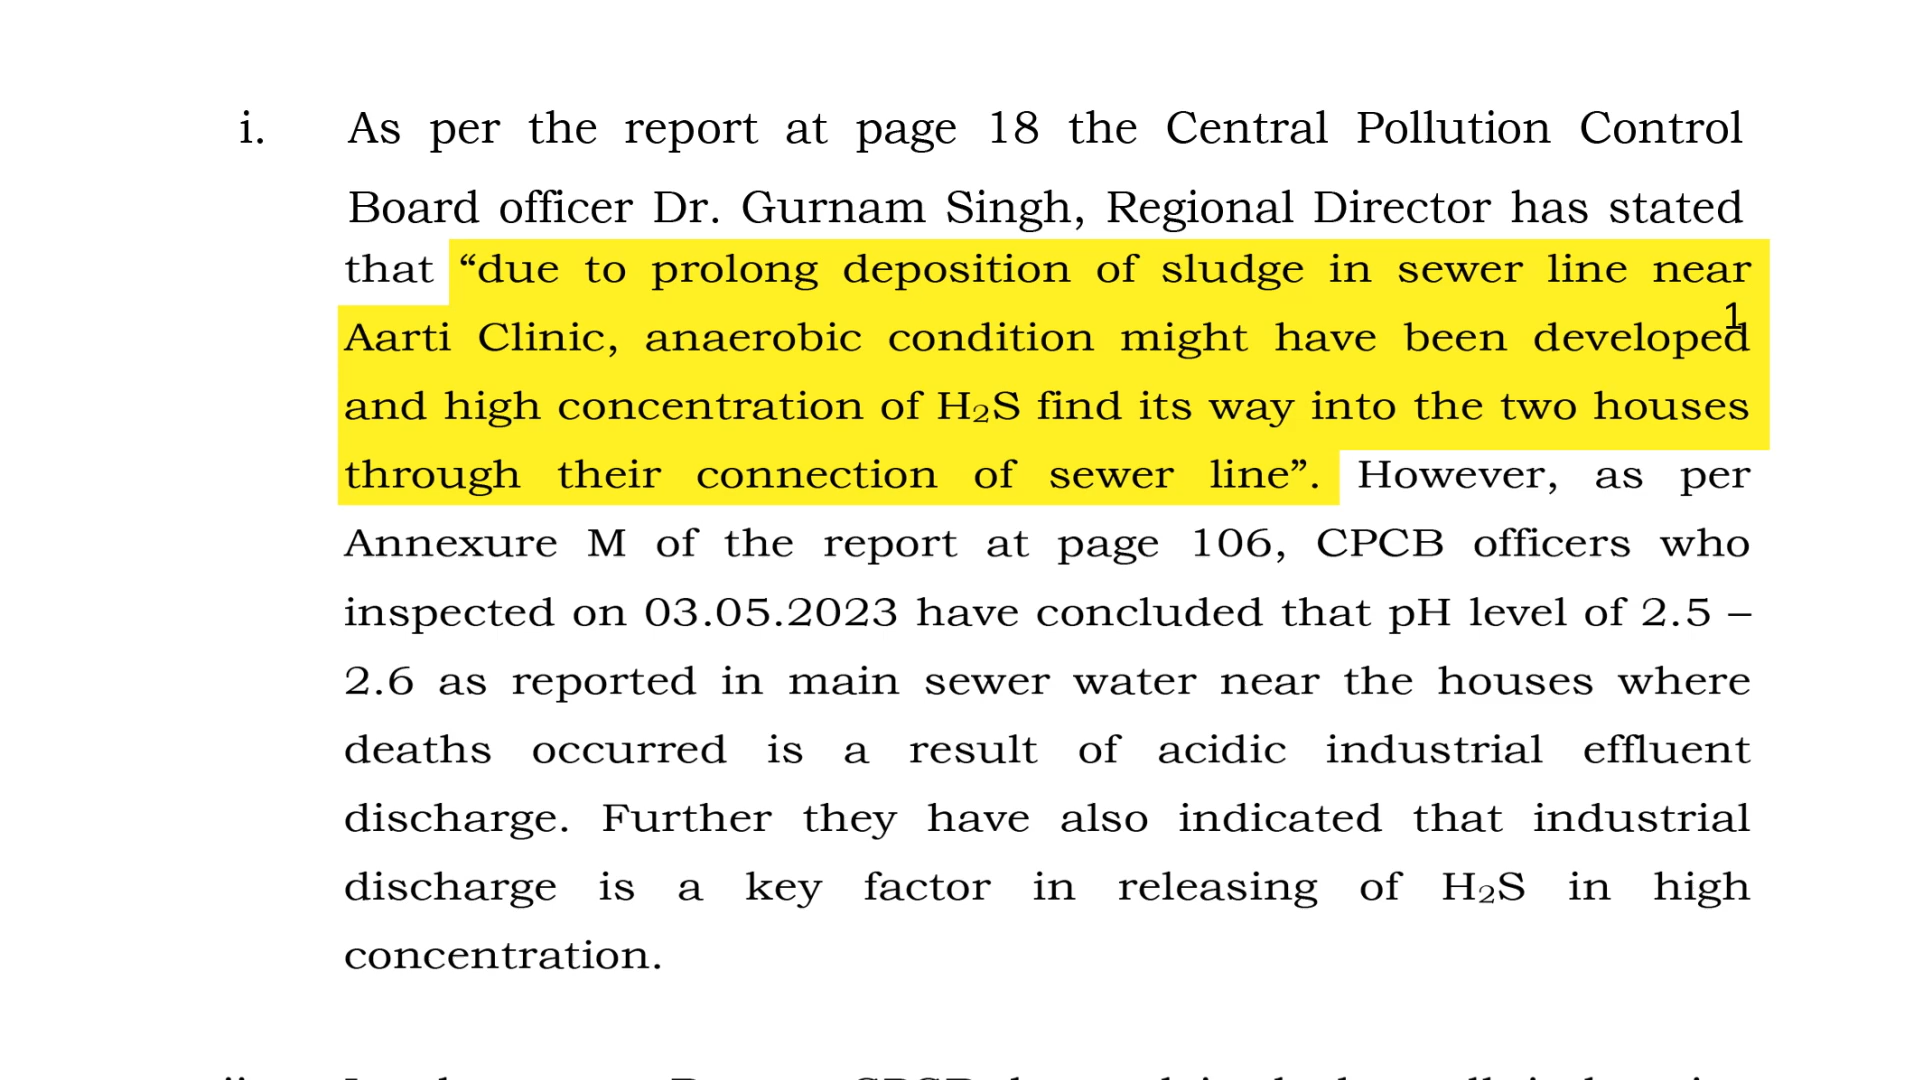 i. As per the report at page 18 the Central Pollution Control
Board officer Dr. Gurnam Singh, Regional Director has stated
that “due to prolong deposition of sludge in sewer line near
1
Aarti Clinic, anaerobic condition might have been developed
and high concentration of H₂S find its way into the two houses
through their connection of sewer line”. However, as per
Annexure M of the report at page 106, CPCB officers who
inspected on 03.05.2023 have concluded that pH level of 2.5 –
2.6 as reported in main sewer water near the houses where
deaths occurred is a result of acidic industrial effluent
discharge. Further they have also indicated that industrial
discharge is a key factor in releasing of H₂S in high
concentration.